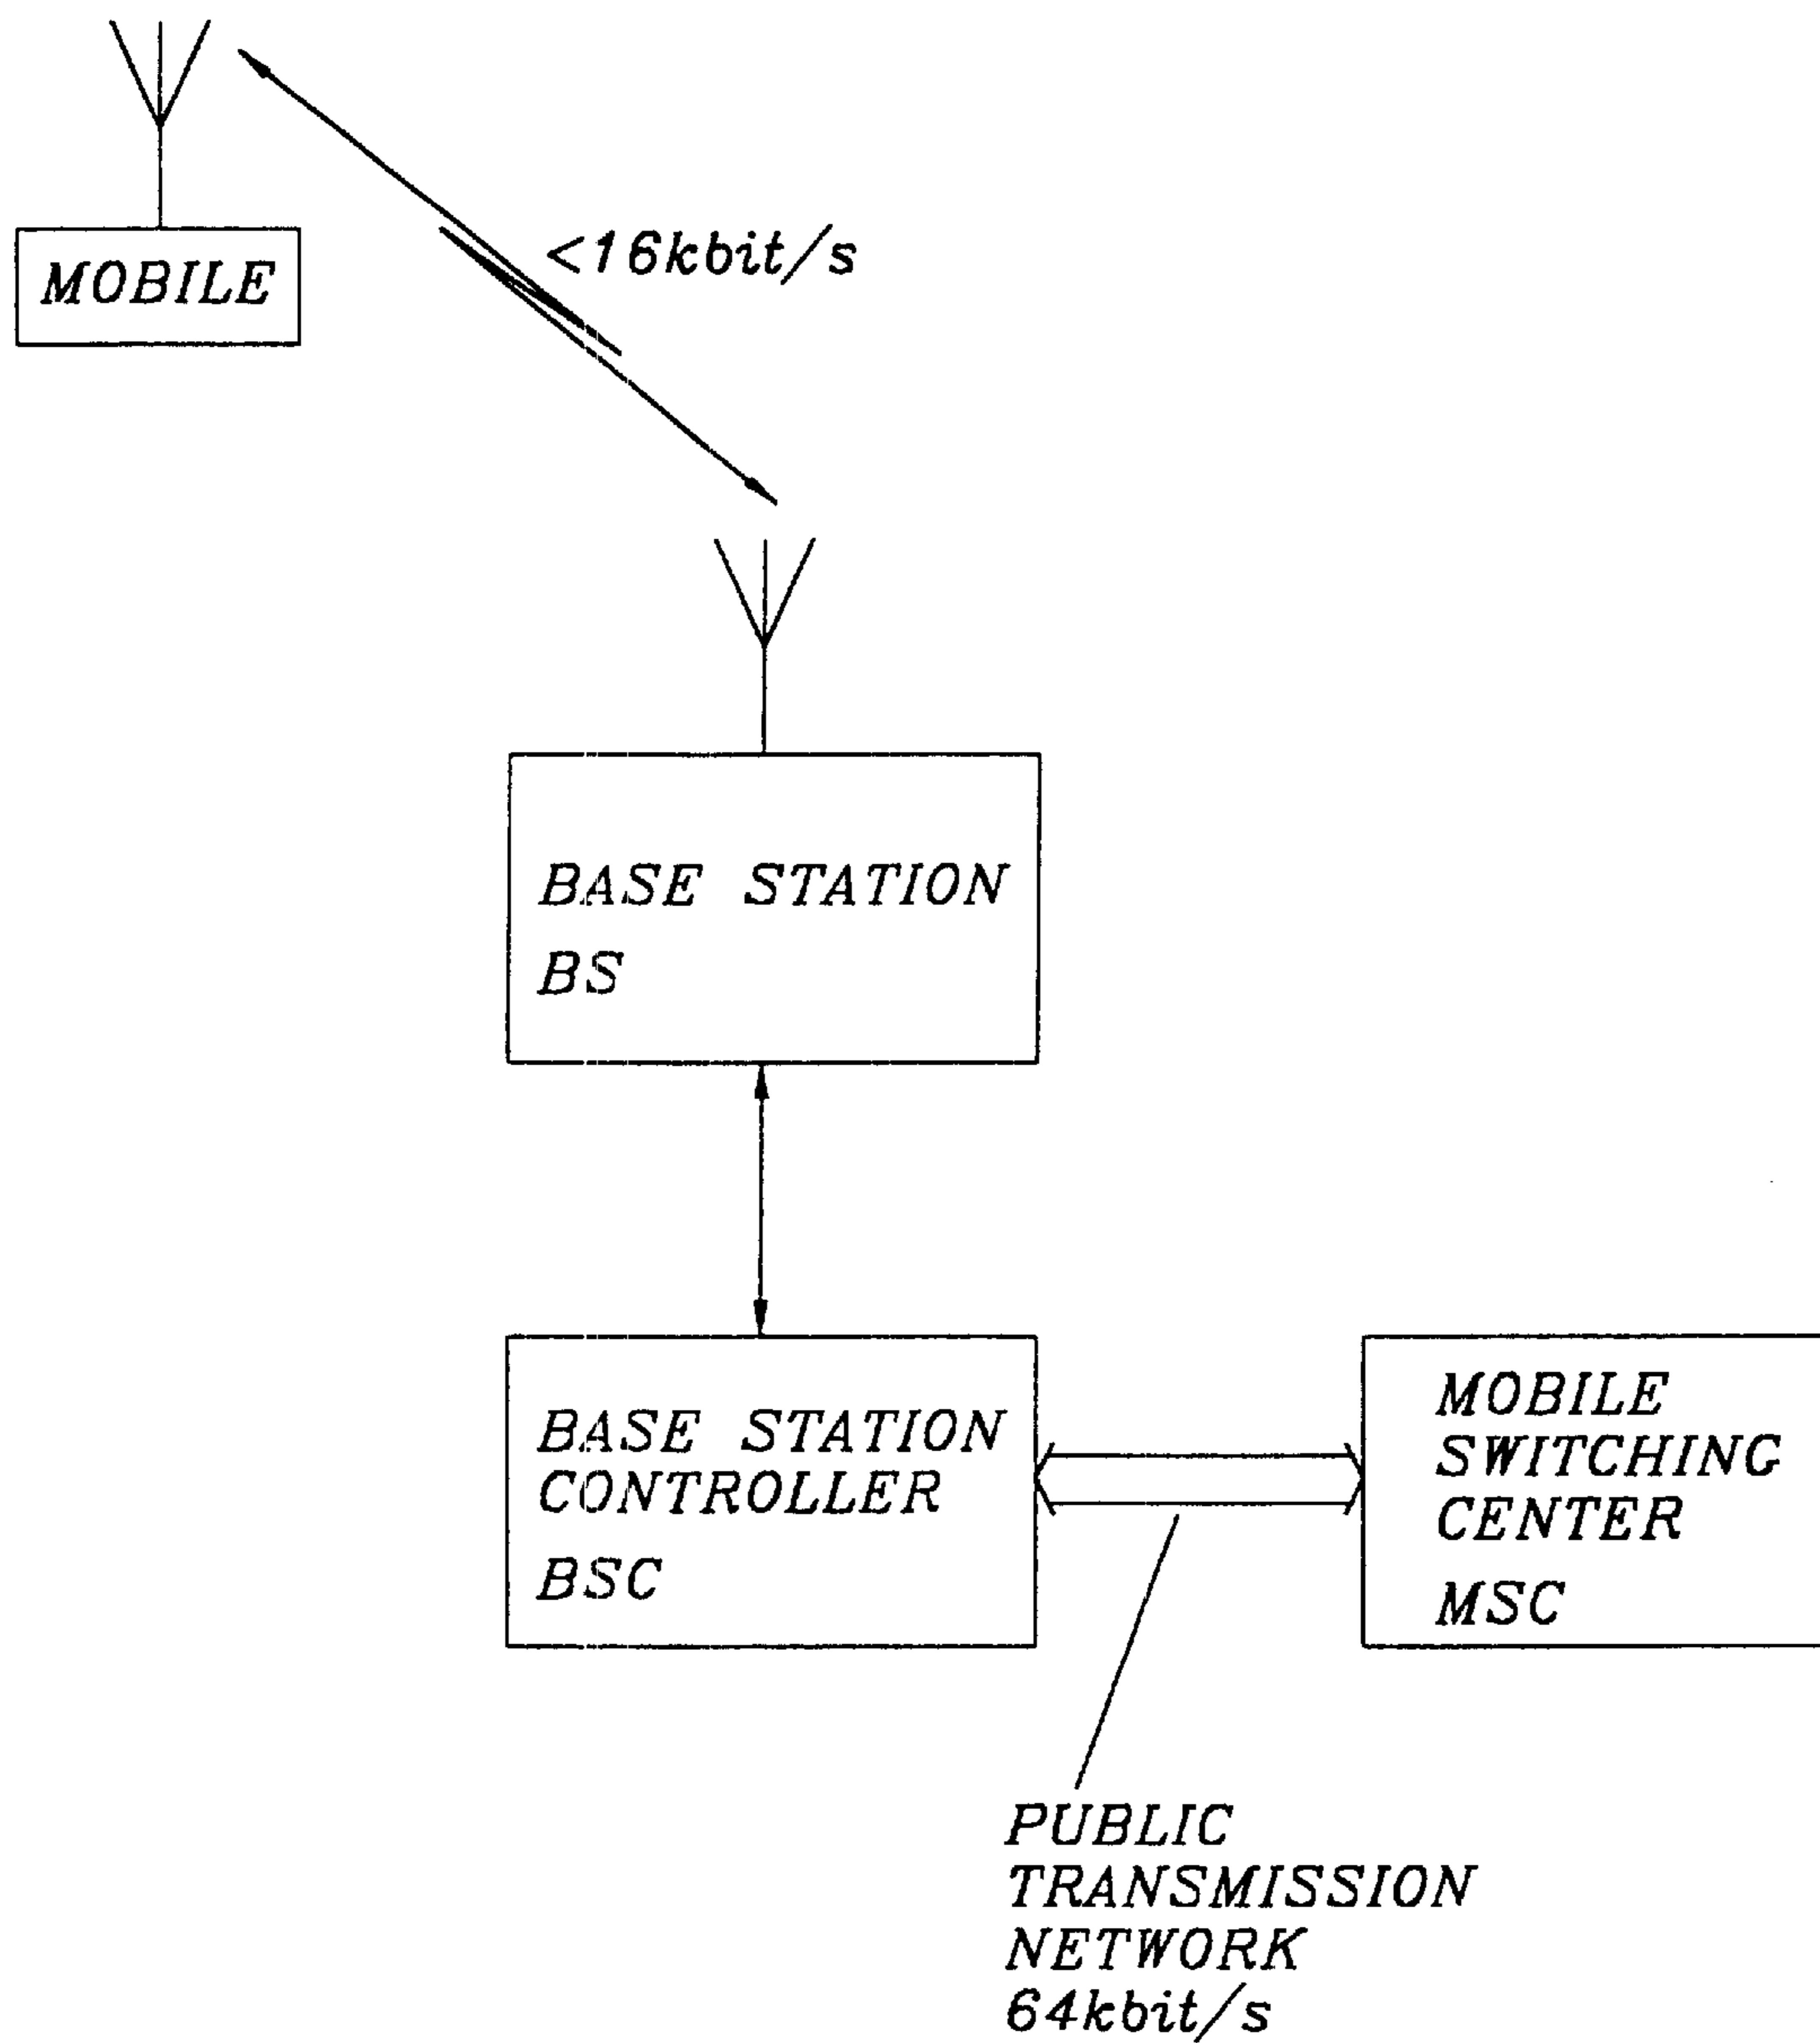 <16kbit/s
MOBILE
BASE STATION
BS
BASE STATION
CONTROLLER
BSC
MOBILE
SWITCHING
CENTER
MSC
PUBLIC
TRANSMISSION
NETWORK
64kbit/s